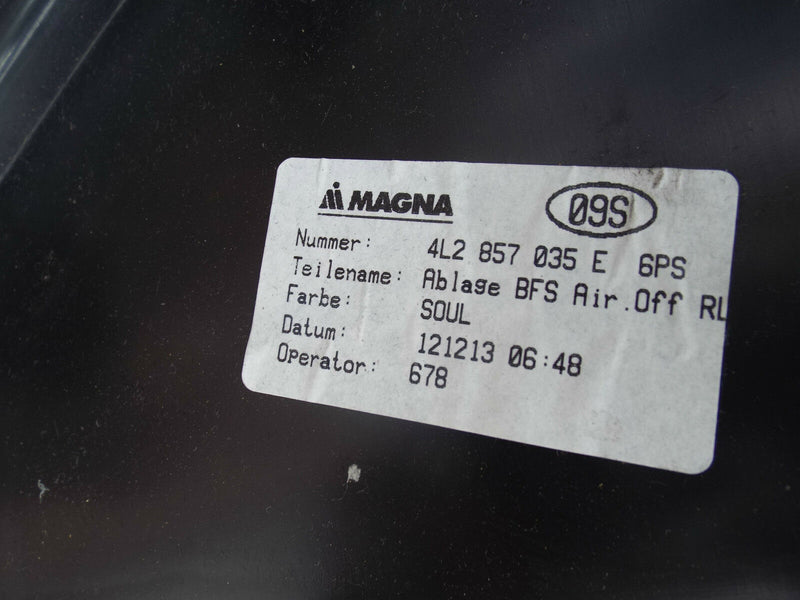 MAGNA 09S
Nummer: 4L2 857 035 E 6PS
Teilename: Ablage BFS Air.Off RL
Farbe: SOUL
Datum: 121213 06:48
Operator: 678